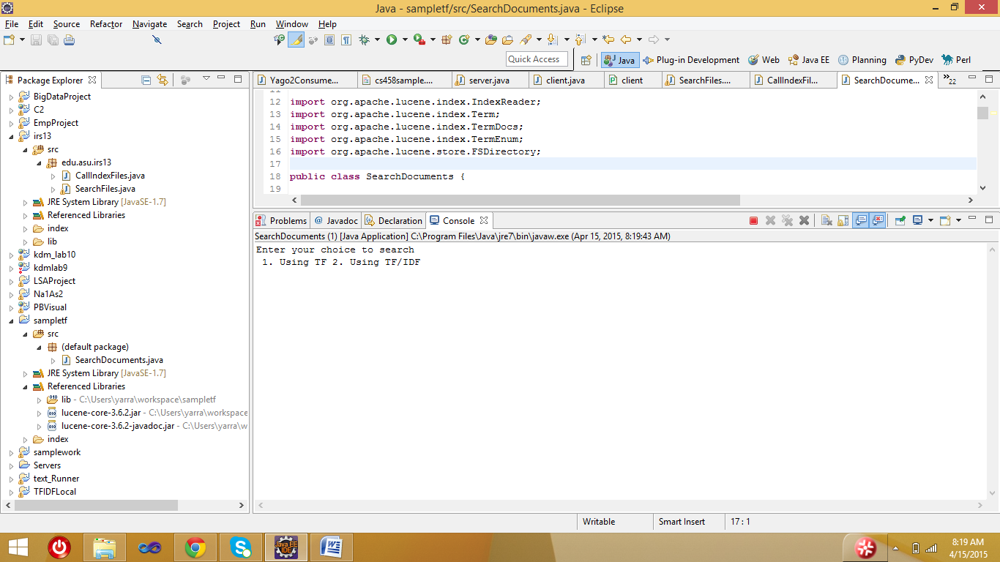 Java - sampletf/src/SearchDocuments.java - Eclipse
File Edit Source Refactor Navigate Search Project Run Window Help
Quick Access
Java Plug-in Development Web Java EE Planning PyDev Perl
Package Explorer
BigDataProject
C2
EmpProject
irs13
src
edu.asu.irs13
CallIndexFiles.java
SearchFiles.java
JRE System Library [JavaSE-1.7]
Referenced Libraries
index
lib
kdm_lab10
kdmlab9
LSAProject
Na1As2
PBVisual
sampletf
src
(default package)
SearchDocuments.java
JRE System Library [JavaSE-1.7]
Referenced Libraries
lib - C:\Users\yarra\workspace\sampletf
lucene-core-3.6.2.jar - C:\Users\yarra\workspace
lucene-core-3.6.2-javadoc.jar - C:\Users\yarra\w
index
samplework
Servers
text_Runner
TFIDFLocal
Yago2Consume... cs458sample.... server.java client.java client SearchFiles.... CallIndexFil... SearchDocume... »22
11
12 import org.apache.lucene.index.IndexReader;
13 import org.apache.lucene.index.Term;
14 import org.apache.lucene.index.TermDocs;
15 import org.apache.lucene.index.TermEnum;
16 import org.apache.lucene.store.FSDirectory;
17
18 public class SearchDocuments {
19
Problems @ Javadoc Declaration Console
SearchDocuments (1) [Java Application] C:\Program Files\Java\jre7\bin\javaw.exe (Apr 15, 2015, 8:19:43 AM)
Enter your choice to search
1. Using TF 2. Using TF/IDF
Writable Smart Insert 17 : 1
Java EE IDE
8:19 AM
4/15/2015